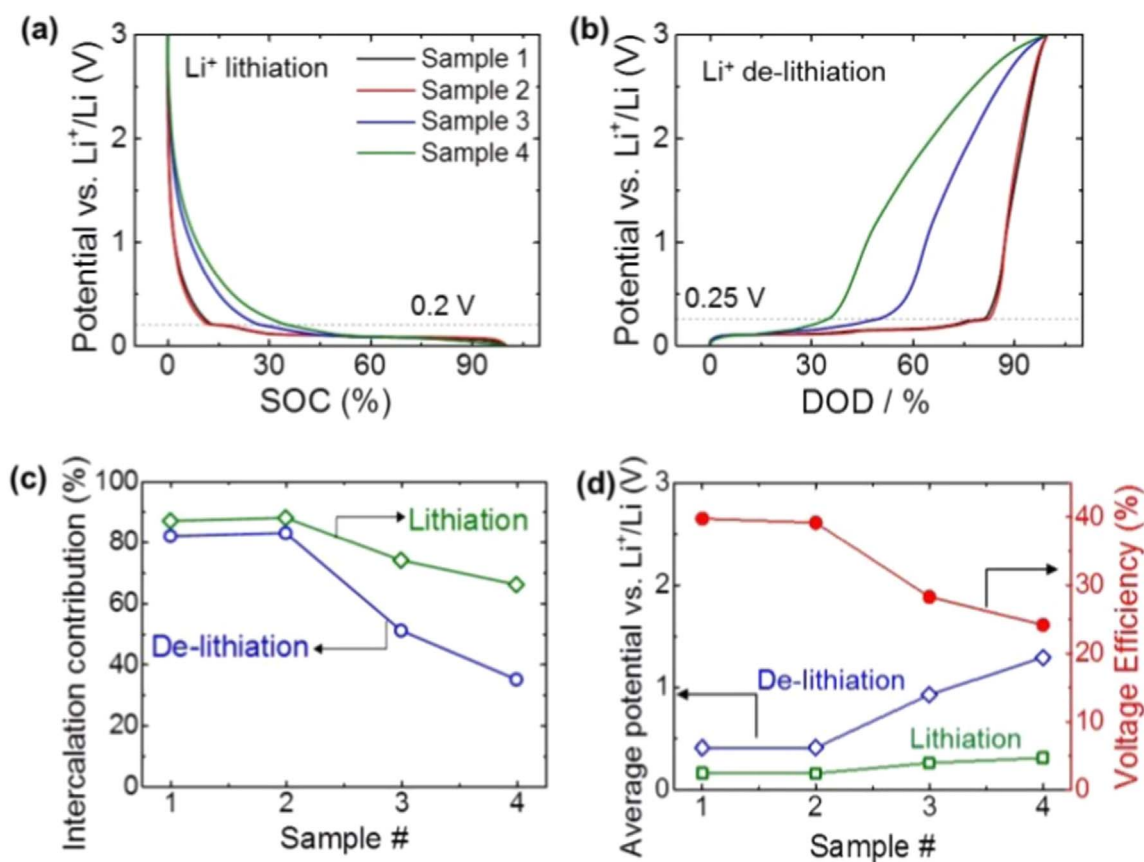 (a)
3
2
1
0
Potential vs. Li⁺/Li (V)
Li⁺ lithiation
Sample 1
Sample 2
Sample 3
Sample 4
0.2 V
0 30 60 90
SOC (%)
(b)
3
2
1
0
Potential vs. Li⁺/Li (V)
Li⁺ de-lithiation
0.25 V
0 30 60 90
DOD / %
(c)
100
80
60
40
20
0
Intercalation contribution (%)
Lithiation
De-lithiation
1 2 3 4
Sample #
(d)
3
2
1
0
Average potential vs. Li⁺/Li (V)
De-lithiation
Lithiation
40
30
20
10
0
Voltage Efficiency (%)
1 2 3 4
Sample #